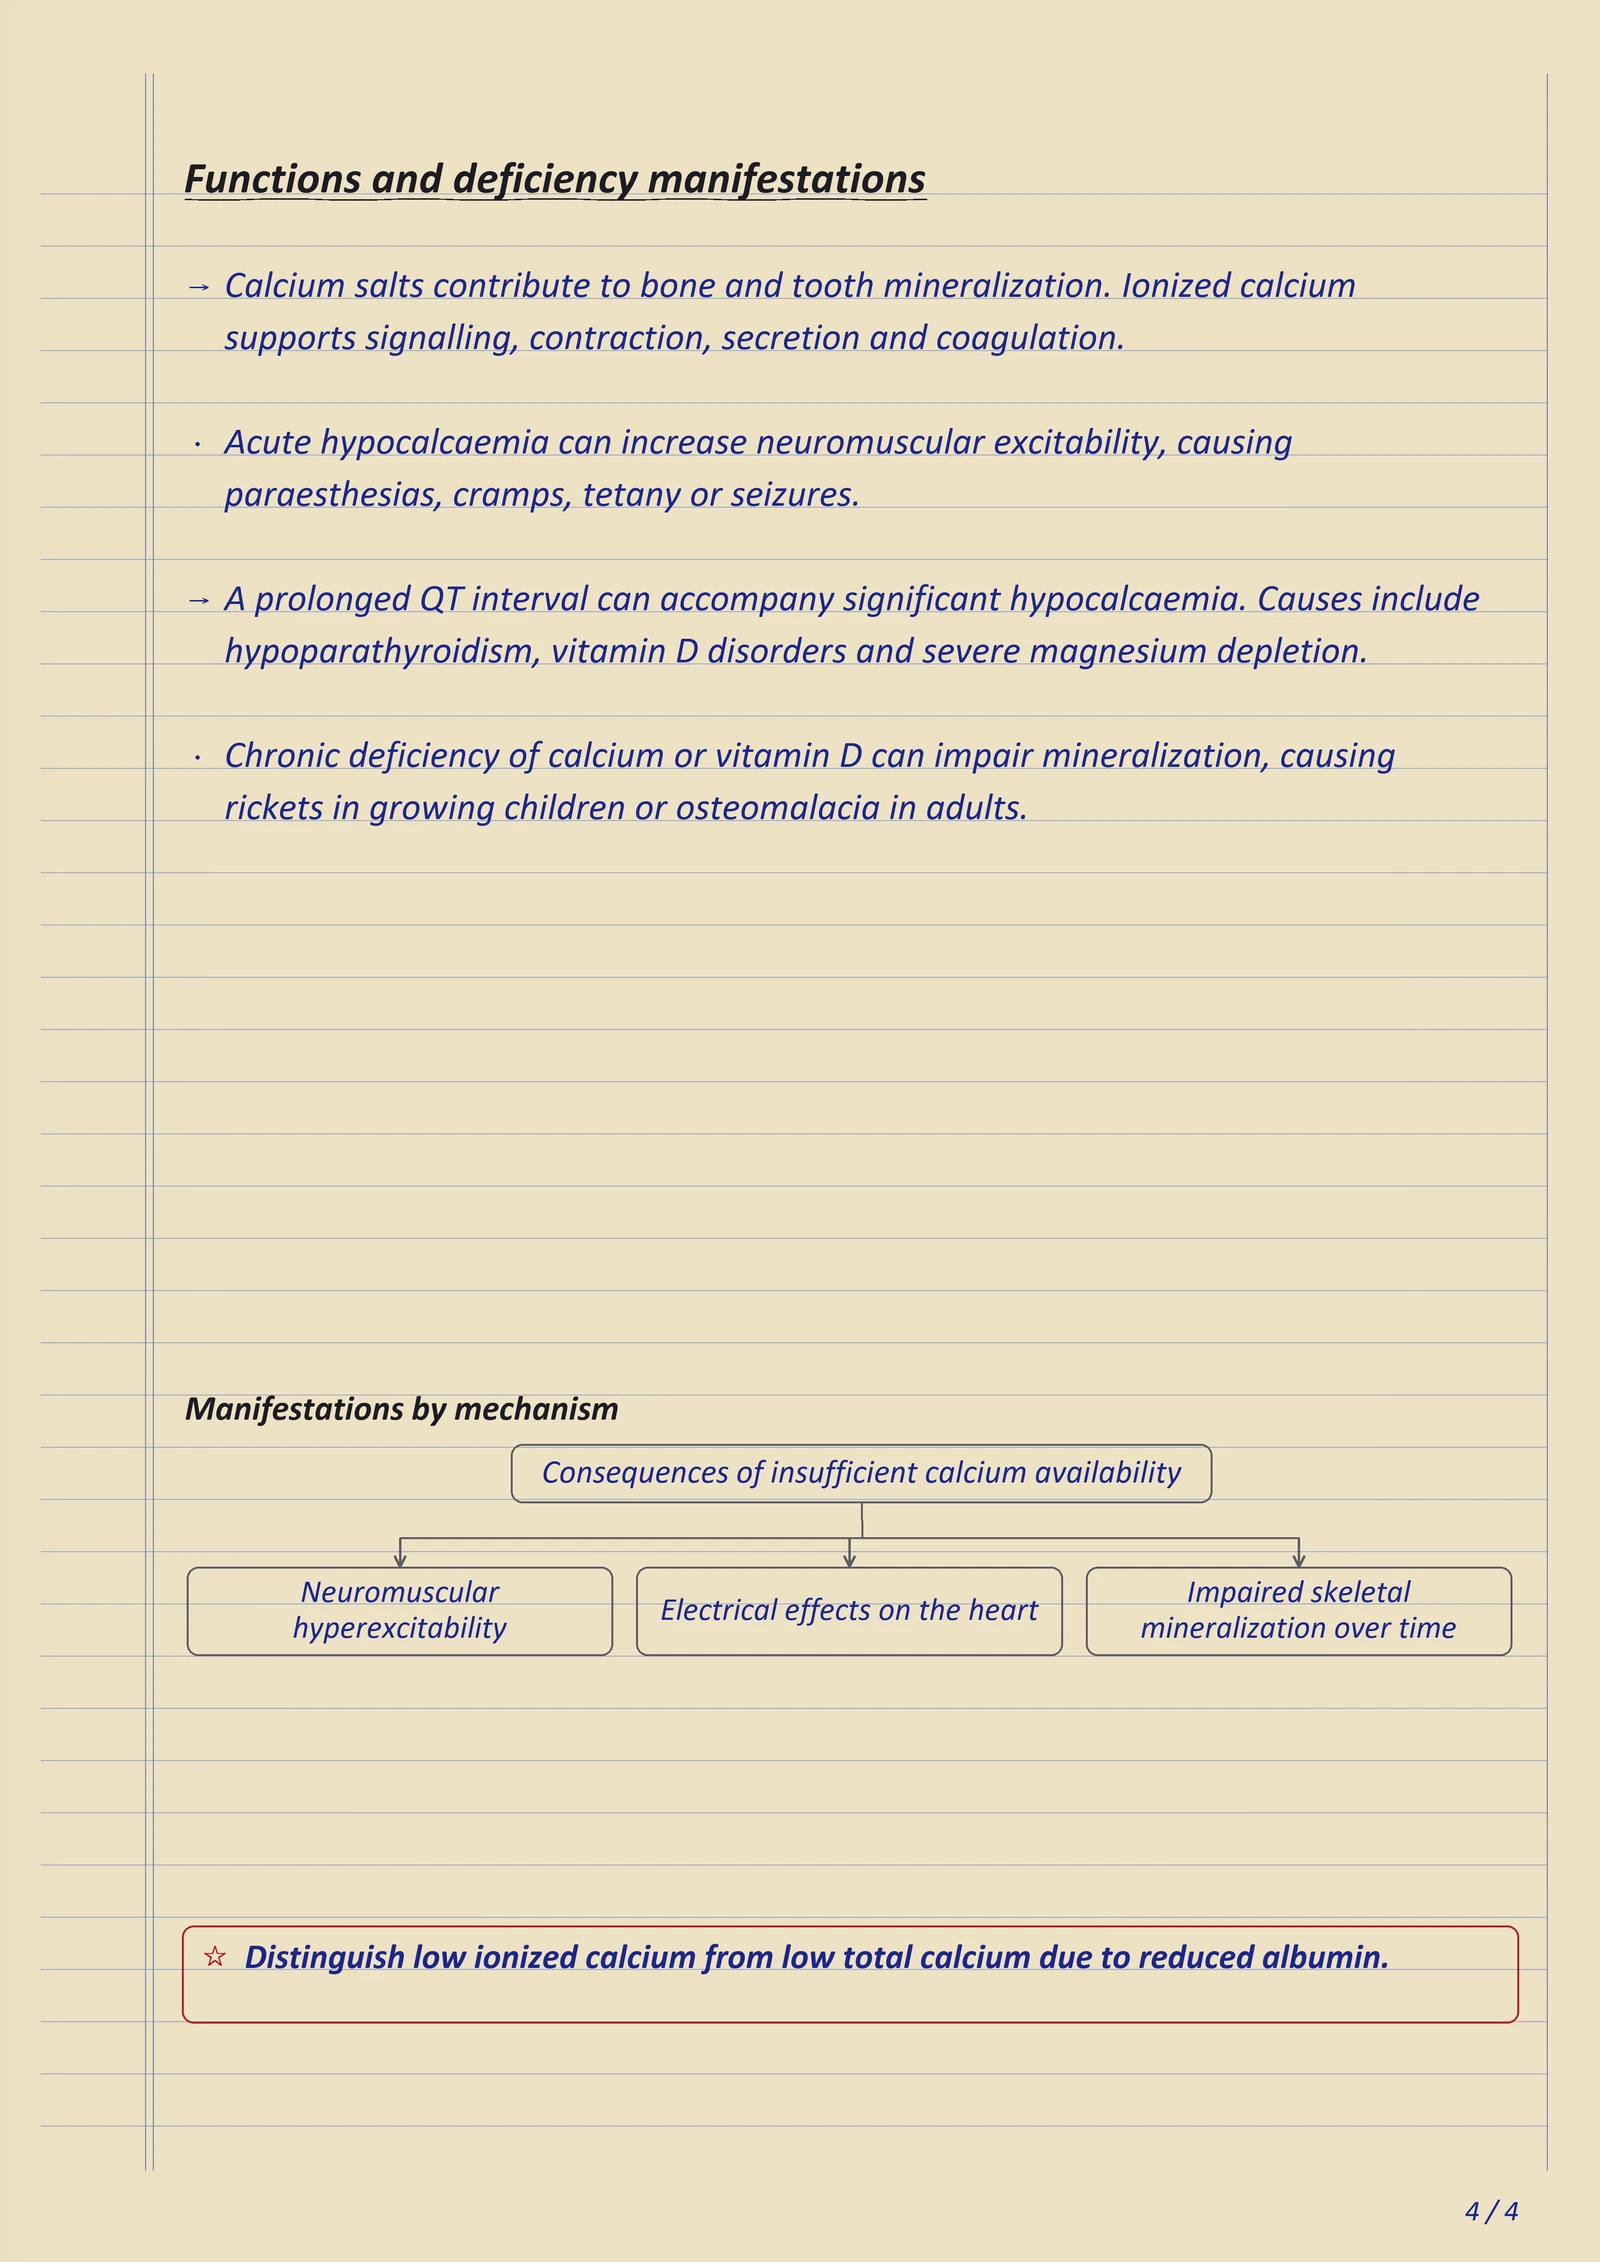 Functions and deficiency manifestations
→ Calcium salts contribute to bone and tooth mineralization. Ionized calcium
supports signalling, contraction, secretion and coagulation.
· Acute hypocalcaemia can increase neuromuscular excitability, causing
paraesthesias, cramps, tetany or seizures.
→ A prolonged QT interval can accompany significant hypocalcaemia. Causes include
hypoparathyroidism, vitamin D disorders and severe magnesium depletion.
· Chronic deficiency of calcium or vitamin D can impair mineralization, causing
rickets in growing children or osteomalacia in adults.
Manifestations by mechanism
Consequences of insufficient calcium availability
Neuromuscular
hyperexcitability
Electrical effects on the heart
Impaired skeletal
mineralization over time
☆ Distinguish low ionized calcium from low total calcium due to reduced albumin.
4 / 4